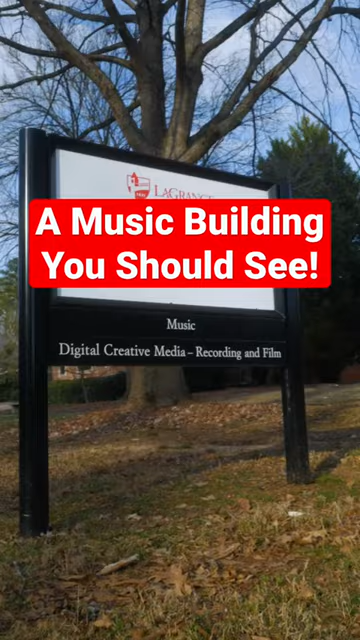 LAGRANGE
A Music Building
You Should See!
Music
Digital Creative Media – Recording and Film